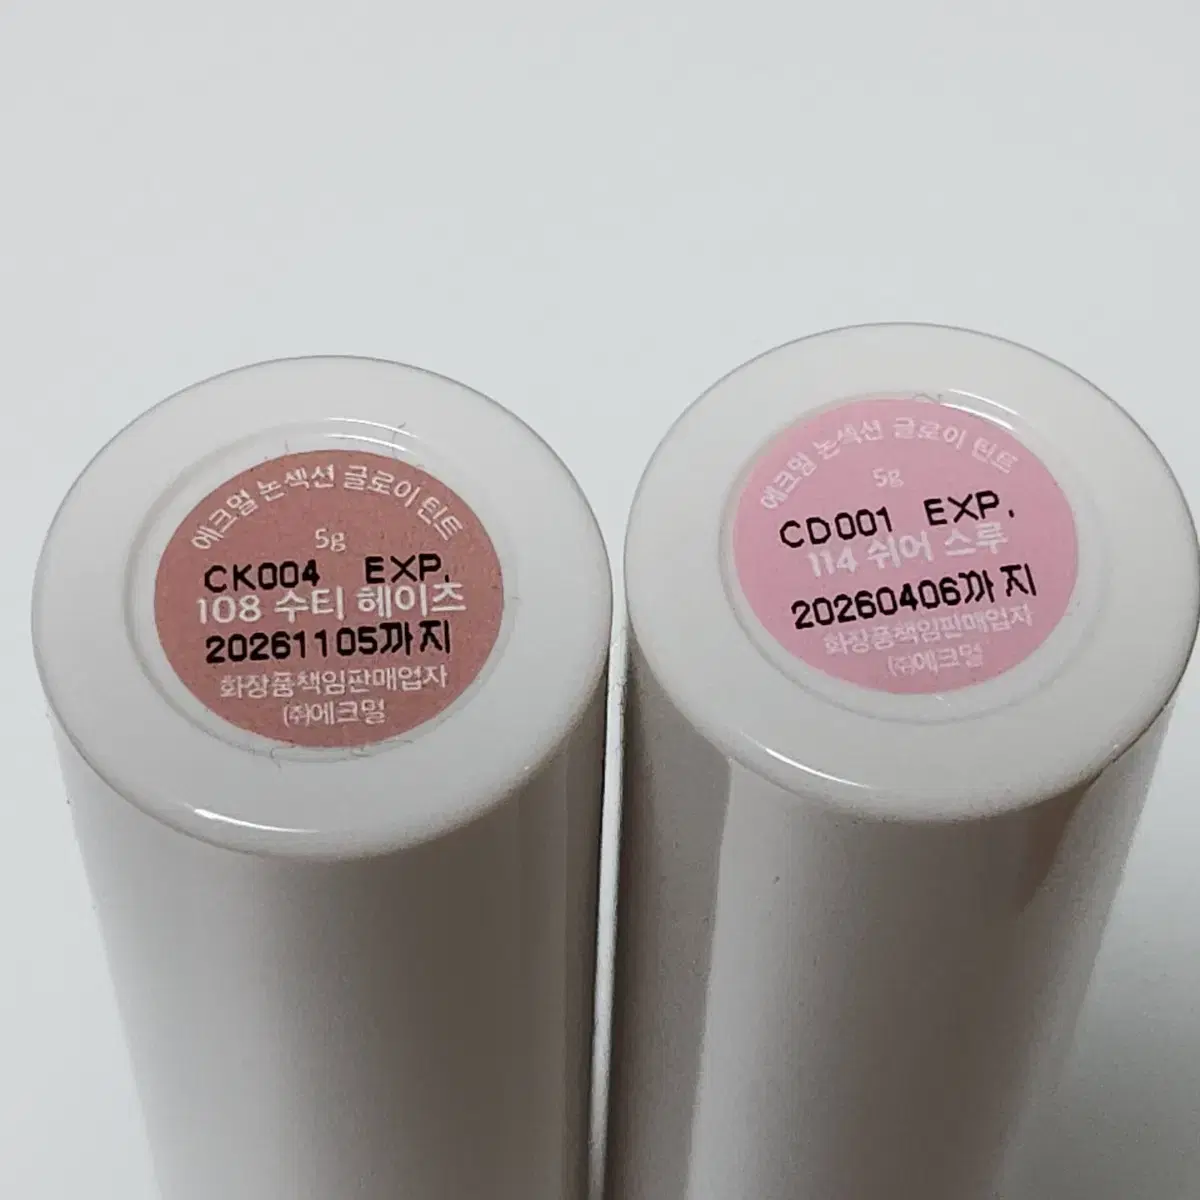 에크멀 논섹션 글로이 틴트
5g
CK004 EXP.
108 수티 헤이즈
20261105까지
화장품책임판매업자
(주)에크멀
에크멀 논섹션 글로이 틴트
5g
CD001 EXP.
114 쉬어 스루
20260406까지
화장품책임판매업자
(주)에크멀